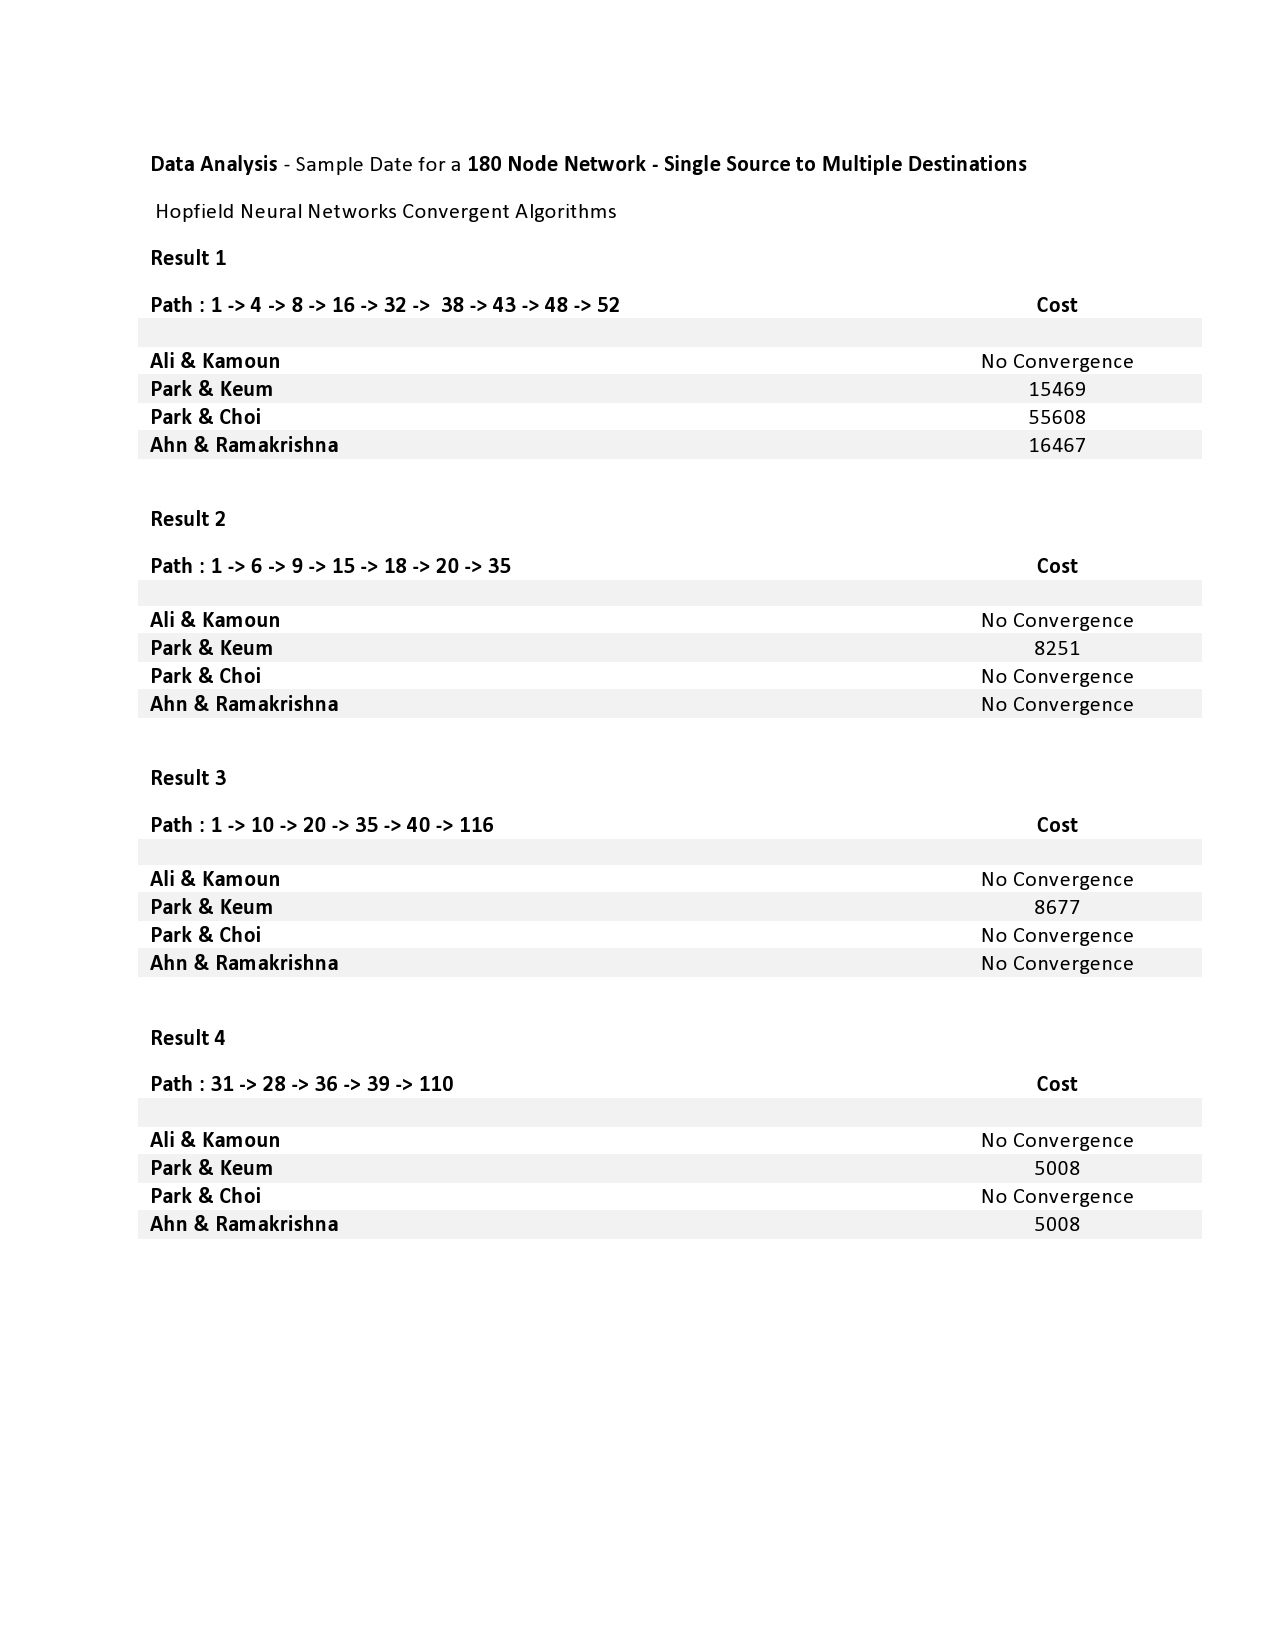 Data Analysis - Sample Date for a 180 Node Network - Single Source to Multiple Destinations
Hopfield Neural Networks Convergent Algorithms
Result 1
Path : 1 -> 4 -> 8 -> 16 -> 32 -> 38 -> 43 -> 48 -> 52 Cost
Ali & Kamoun No Convergence
Park & Keum 15469
Park & Choi 55608
Ahn & Ramakrishna 16467
Result 2
Path : 1 -> 6 -> 9 -> 15 -> 18 -> 20 -> 35 Cost
Ali & Kamoun No Convergence
Park & Keum 8251
Park & Choi No Convergence
Ahn & Ramakrishna No Convergence
Result 3
Path : 1 -> 10 -> 20 -> 35 -> 40 -> 116 Cost
Ali & Kamoun No Convergence
Park & Keum 8677
Park & Choi No Convergence
Ahn & Ramakrishna No Convergence
Result 4
Path : 31 -> 28 -> 36 -> 39 -> 110 Cost
Ali & Kamoun No Convergence
Park & Keum 5008
Park & Choi No Convergence
Ahn & Ramakrishna 5008